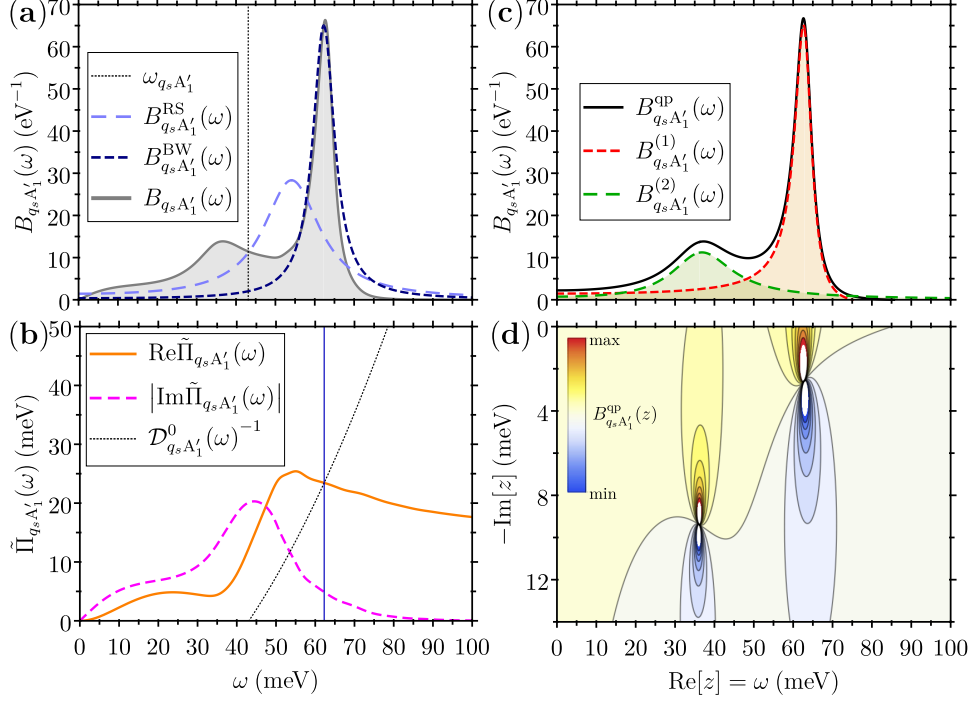 (a)
70
60
50
40
30
20
10
0
B_{q_sA'_1}(ω) (eV⁻¹)
ω_{q_sA'_1}
B^{RS}_{q_sA'_1}(ω)
B^{BW}_{q_sA'_1}(ω)
B_{q_sA'_1}(ω)
(c)
70
60
50
40
30
20
10
0
B_{q_sA'_1}(ω) (eV⁻¹)
B^{qp}_{q_sA'_1}(ω)
B^{(1)}_{q_sA'_1}(ω)
B^{(2)}_{q_sA'_1}(ω)
(b)
50
40
30
20
10
0
Π̃_{q_sA'_1}(ω) (meV)
ReΠ̃_{q_sA'_1}(ω)
|ImΠ̃_{q_sA'_1}(ω)|
𝒟⁰_{q_sA'_1}(ω)⁻¹
0 10 20 30 40 50 60 70 80 90 100
ω (meV)
(d)
0
4
8
12
−Im[z] (meV)
max
B^{qp}_{q_sA'_1}(z)
min
0 10 20 30 40 50 60 70 80 90 100
Re[z] = ω (meV)